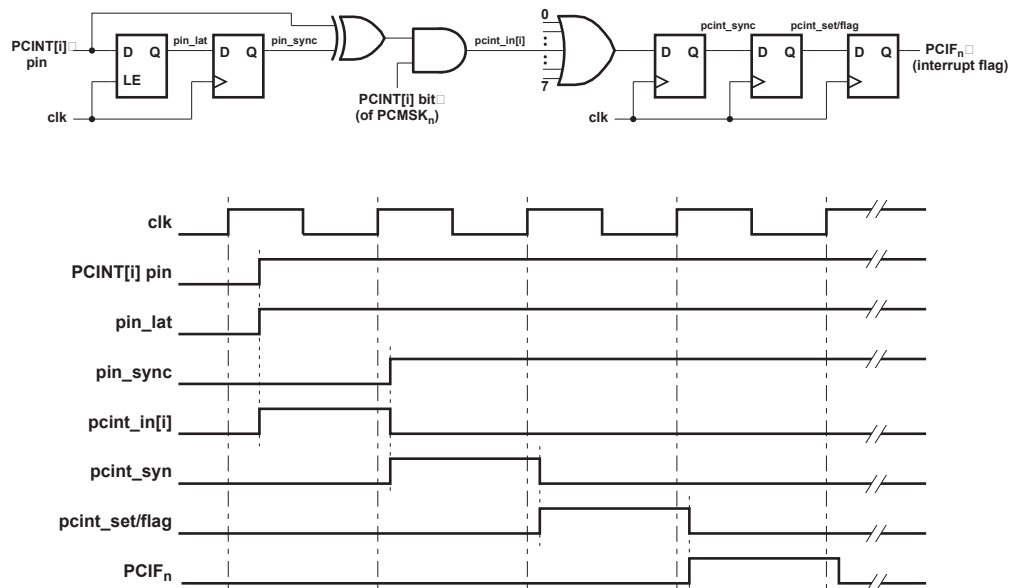 PCINT[i]
pin
D Q
LE
clk
pin_lat
D Q
pin_sync
PCINT[i] bit
(of PCMSKn)
pcint_in[i]
0
7
D Q
clk
pcint_sync
D Q
pcint_set/flag
D Q
PCIFn
(interrupt flag)
clk
PCINT[i] pin
pin_lat
pin_sync
pcint_in[i]
pcint_syn
pcint_set/flag
PCIFn